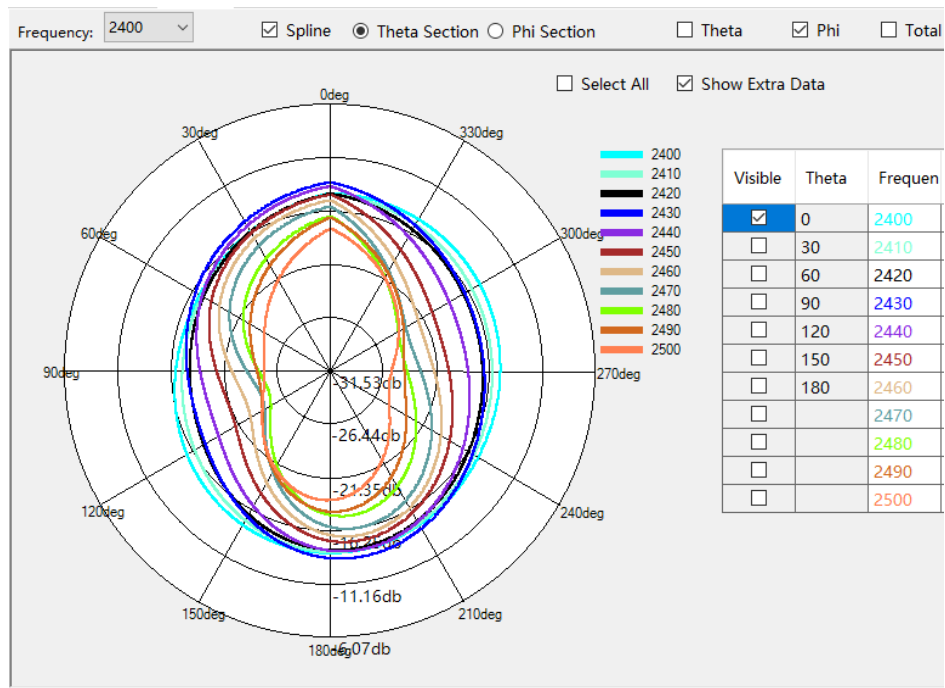 Frequency: 2400 Spline Theta Section Phi Section Theta Phi Total
Select All Show Extra Data
0deg
30deg
330deg
60deg
300deg
90deg
270deg
120deg
240deg
150deg
210deg
180deg
-31.53db
-26.44db
-21.35db
-11.16db
-6.07db
2400
2410
2420
2430
2440
2450
2460
2470
2480
2490
2500
Visible Theta Frequen
0 2400
30 2410
60 2420
90 2430
120 2440
150 2450
180 2460
2470
2480
2490
2500